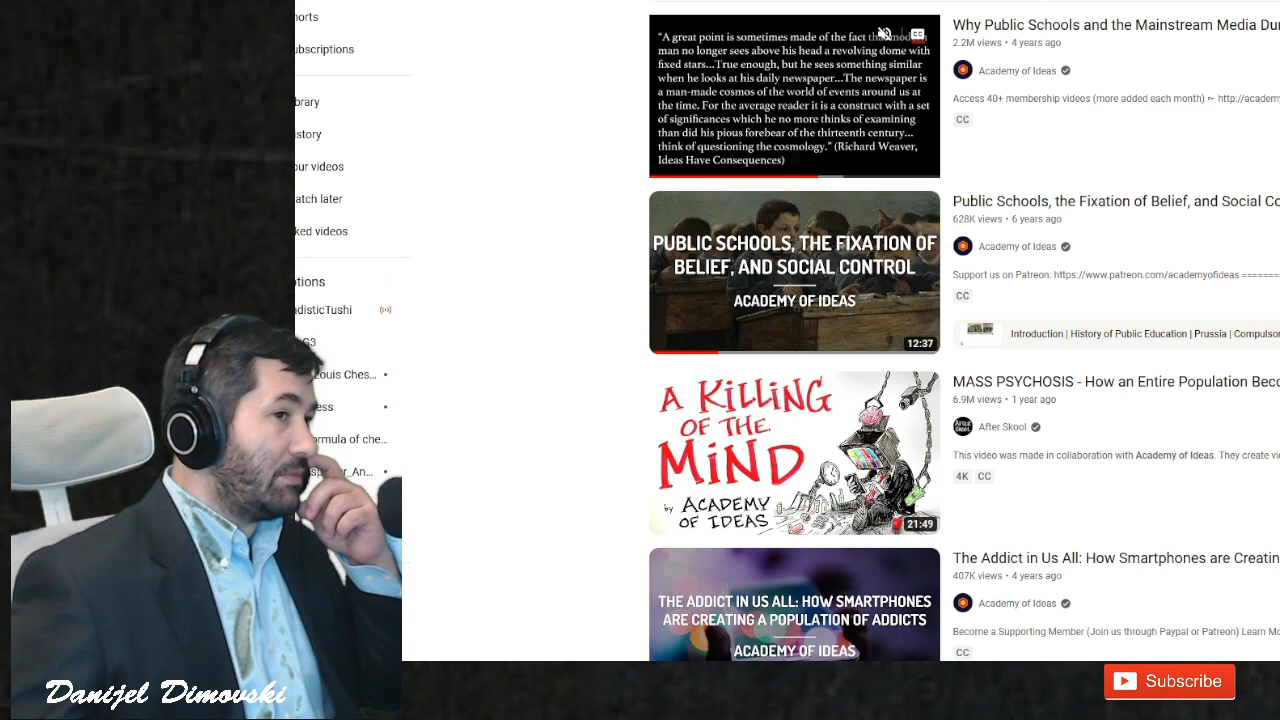 horts
ubscriptions
brary
story
our videos
atch later
ked videos
ptions
adisticTushi
G3
Louis Ches...
ess
ormula of che...
"A great point is sometimes made of the fact
man no longer sees above his head a revolving dome with
fixed stars...True enough, but he sees something similar
when he looks at his daily newspaper...The newspaper is
a man-made cosmos of the world of events around us at
the time. For the average reader it is a construct with a set
of significances which he no more thinks of examining
than did his pious forebear of the thirteenth century...
think of questioning the cosmology." (Richard Weaver,
Ideas Have Consequences)
CC
Why Public Schools and the Mainstream Media Du
2.2M views • 4 years ago
Academy of Ideas
Access 40+ membership videos (more added each month) ► http://academy
CC
PUBLIC SCHOOLS, THE FIXATION OF
BELIEF, AND SOCIAL CONTROL
ACADEMY OF IDEAS
12:37
Public Schools, the Fixation of Belief, and Social Co
628K views • 6 years ago
Academy of Ideas
Support us on Patreon: https://www.patreon.com/academyofideas ========
CC
Introduction | History of Public Education | Prussia | Compulsor
A KiLLiNG
OF THE
MiND
by ACADEMY
OF IDEAS
21:49
MASS PSYCHOSIS - How an Entire Population Bec
6.9M views • 1 year ago
AFTER SKOOL
After Skool
This video was made in collaboration with Academy of Ideas. They create vi
4K CC
THE ADDICT IN US ALL: HOW SMARTPHONES
ARE CREATING A POPULATION OF ADDICTS
ACADEMY OF IDEAS
The Addict in Us All: How Smartphones are Creatin
407K views • 4 years ago
Academy of Ideas
Become a Supporting Member (Join us through Paypal or Patreon) Learn Mo
CC
Danijel Dimovski
Subscribe